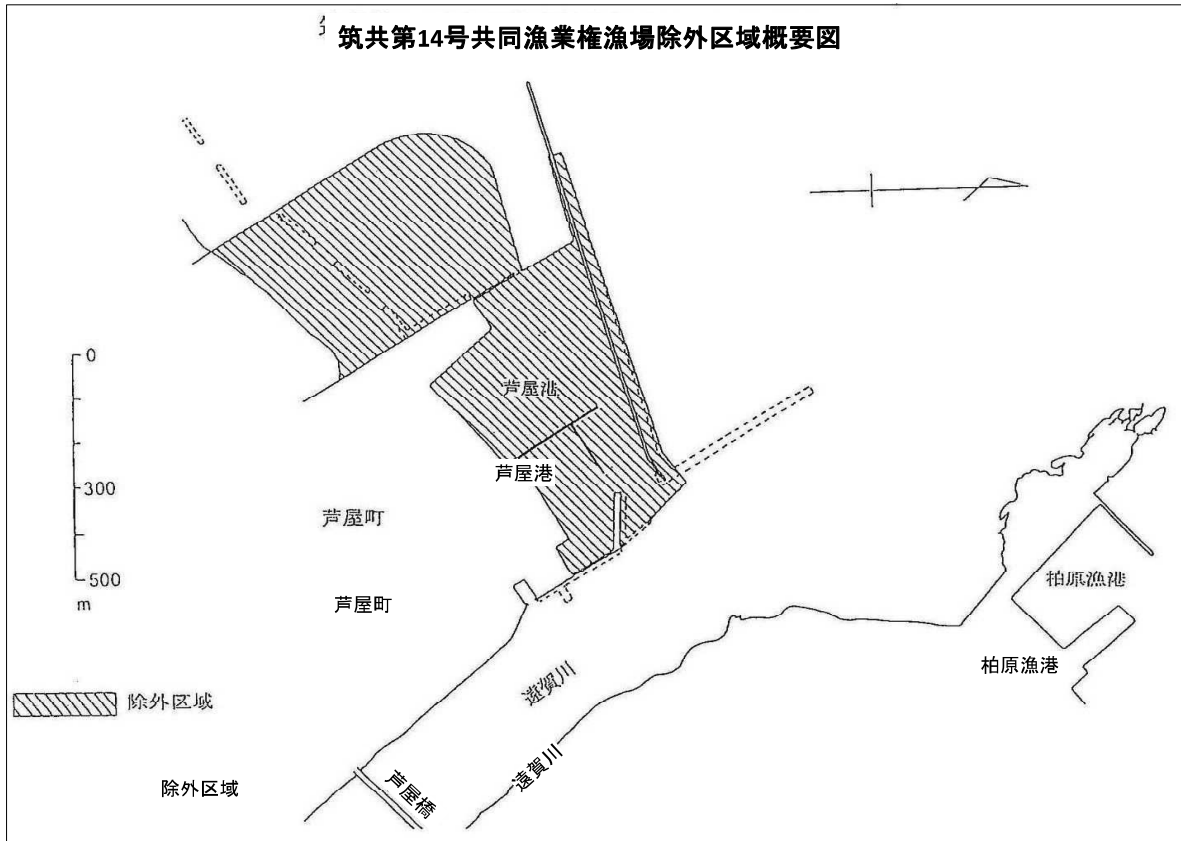 筑共第14号共同漁業権漁場除外区域概要図
0
300
500
m
芦屋港
芦屋港
芦屋町
芦屋町
柏原漁港
柏原漁港
遠賀川
遠賀川
除外区域
除外区域
芦屋橋